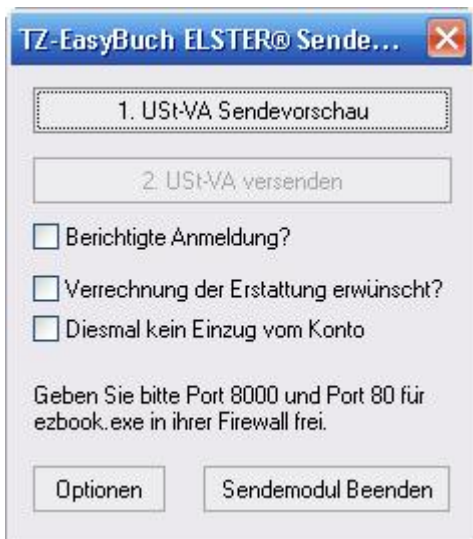 TZ-EasyBuch ELSTER® Sende...
1. USt-VA Sendevorschau
2. USt-VA versenden
Berichtigte Anmeldung?
Verrechnung der Erstattung erwünscht?
Diesmal kein Einzug vom Konto
Geben Sie bitte Port 8000 und Port 80 für
ezbook.exe in ihrer Firewall frei.
Optionen
Sendemodul Beenden